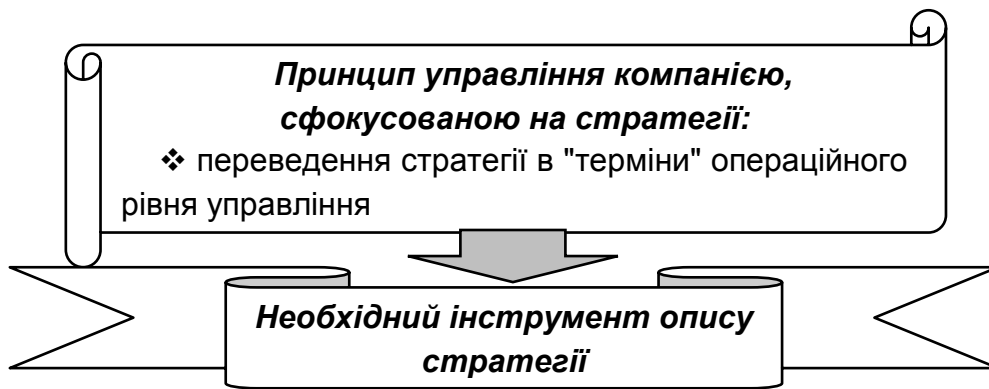 Принцип управління компанією,
сфокусованою на стратегії:
❖ переведення стратегії в "терміни" операційного
рівня управління
Необхідний інструмент опису
стратегії